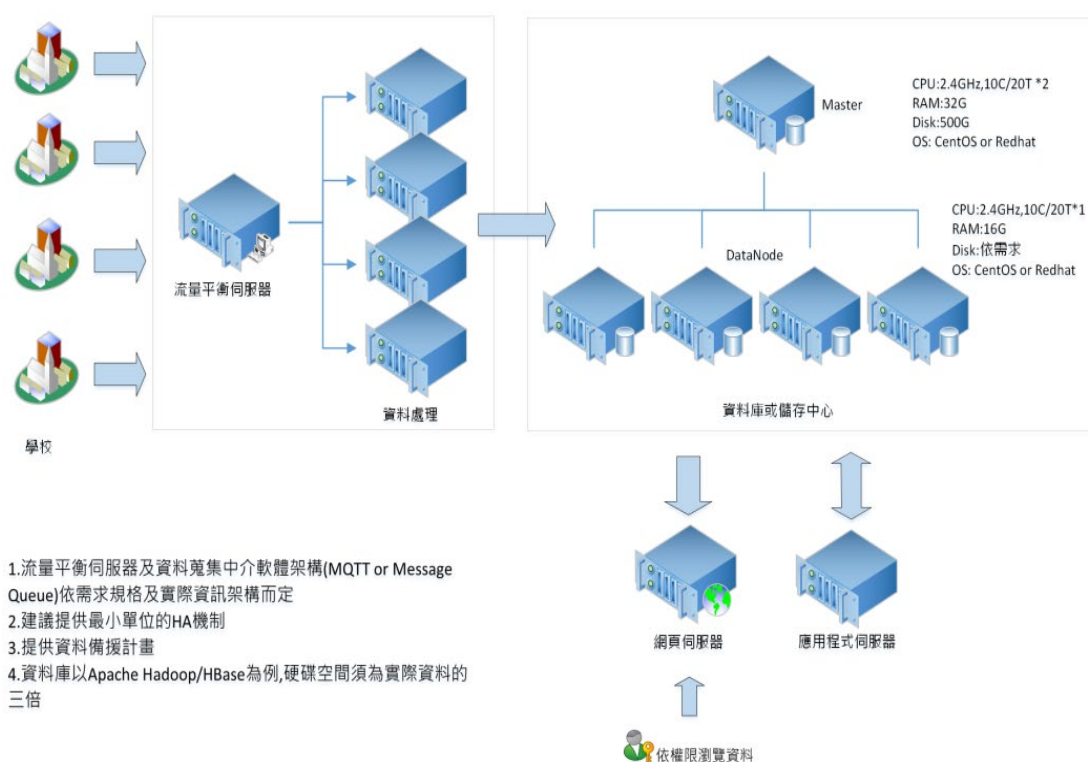 Master
CPU:2.4GHz,10C/20T *2
RAM:32G
Disk:500G
OS: CentOS or Redhat
CPU:2.4GHz,10C/20T*1
RAM:16G
Disk:依需求
OS: CentOS or Redhat
DataNode
流量平衡伺服器
資料處理
資料庫或儲存中心
學校
1.流量平衡伺服器及資料蒐集中介軟體架構(MQTT or Message
Queue)依需求規格及實際資訊架構而定
2.建議提供最小單位的HA機制
3.提供資料備援計畫
4.資料庫以Apache Hadoop/HBase為例,硬碟空間須為實際資料的
三倍
網頁伺服器
應用程式伺服器
依權限瀏覽資料